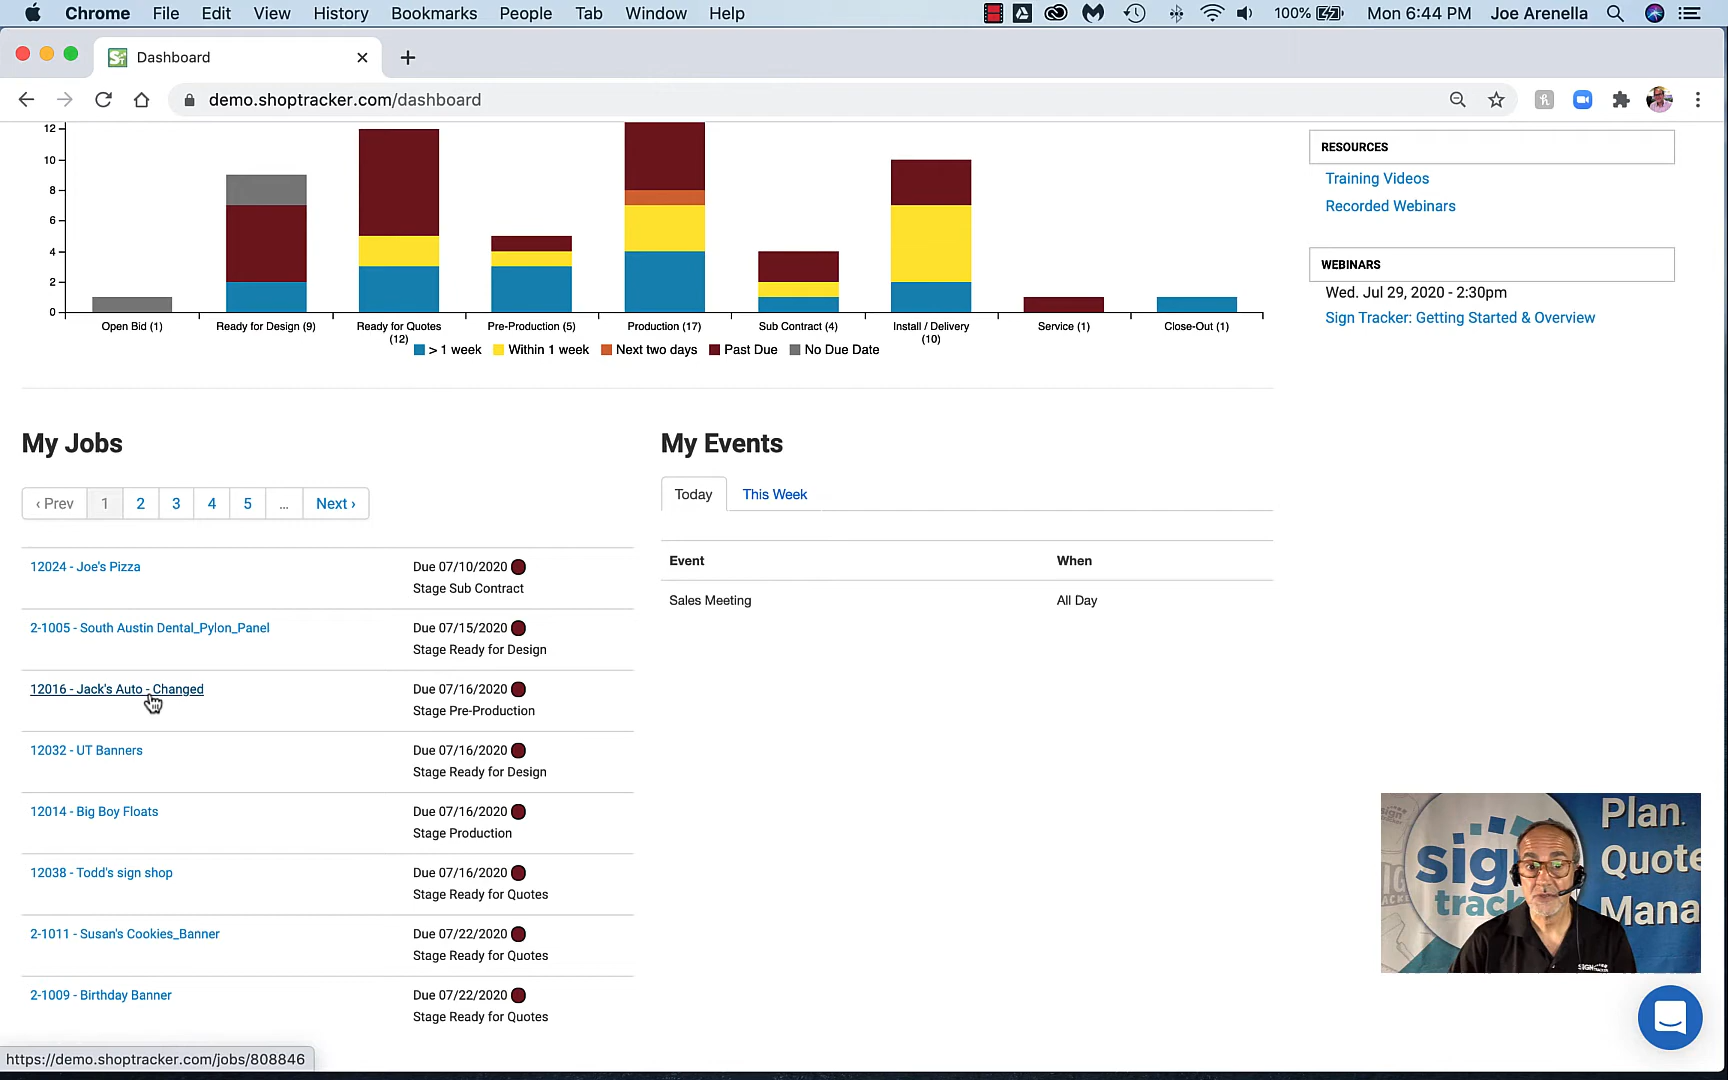 Chrome File Edit View History Bookmarks People Tab Window Help 100% Mon 6:44 PM Joe Arenella
Dashboard
demo.shoptracker.com/dashboard
12
10
8
6
4
2
0
Open Bid (1) Ready for Design (9) Ready for Quotes (12) Pre-Production (5) Production (17) Sub Contract (4) Install / Delivery (10) Service (1) Close-Out (1)
> 1 week Within 1 week Next two days Past Due No Due Date
RESOURCES
Training Videos
Recorded Webinars
WEBINARS
Wed. Jul 29, 2020 - 2:30pm
Sign Tracker: Getting Started & Overview
My Jobs
‹ Prev 1 2 3 4 5 ... Next ›
12024 - Joe's Pizza Due 07/10/2020
Stage Sub Contract
2-1005 - South Austin Dental_Pylon_Panel Due 07/15/2020
Stage Ready for Design
12016 - Jack's Auto - Changed Due 07/16/2020
Stage Pre-Production
12032 - UT Banners Due 07/16/2020
Stage Ready for Design
12014 - Big Boy Floats Due 07/16/2020
Stage Production
12038 - Todd's sign shop Due 07/16/2020
Stage Ready for Quotes
2-1011 - Susan's Cookies_Banner Due 07/22/2020
Stage Ready for Quotes
2-1009 - Birthday Banner Due 07/22/2020
Stage Ready for Quotes
My Events
Today This Week
Event When
Sales Meeting All Day
Plan.
Quote
Mana
sig
track
https://demo.shoptracker.com/jobs/808846